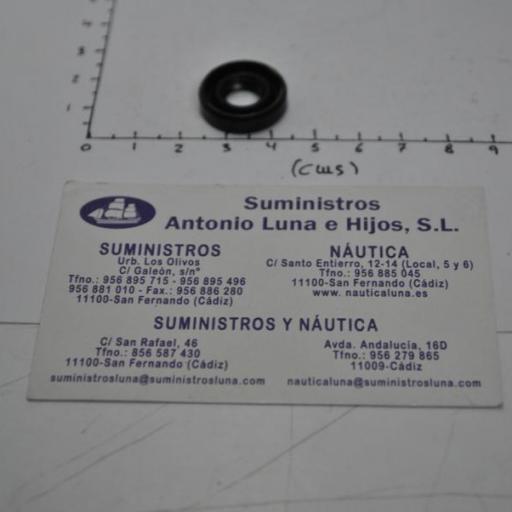 4
3
2
1
0 1 2 3 4 5 6 7 8 9
(cms)
Suministros
Antonio Luna e Hijos, S.L.
SUMINISTROS
Urb. Los Olivos
C/ Galeón, s/nº
Tfno.: 956 895 715 - 956 895 496
956 881 010 - Fax.: 956 886 280
11100-San Fernando (Cádiz)
NÁUTICA
C/ Santo Entierro, 12-14 (Local, 5 y 6)
Tfno.: 956 885 045
11100-San Fernando (Cádiz)
www. nauticaluna.es
SUMINISTROS Y NÁUTICA
C/ San Rafael, 46
Tfno.: 856 587 430
11100-San Fernando (Cádiz)
suministrosluna@suministrosluna.com
Avda. Andalucía, 16D
Tfno.: 956 279 865
11009-Cádiz
nauticaluna@suministrosluna.com